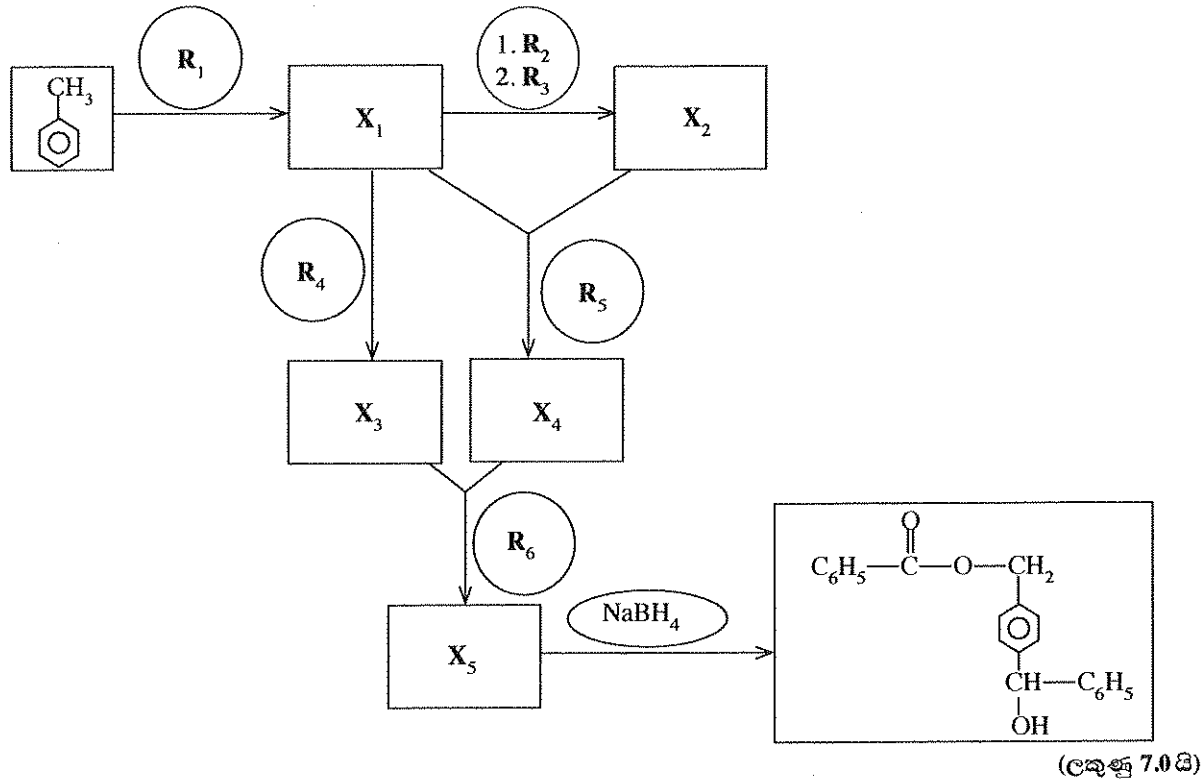 R₁
1. R₂
2. R₃
CH₃
X₁
X₂
R₄
R₅
X₃
X₄
R₆
O
C₆H₅—C—O—CH₂
NaBH₄
X₅
CH—C₆H₅
OH
(ලකුණු 7.0 යි)